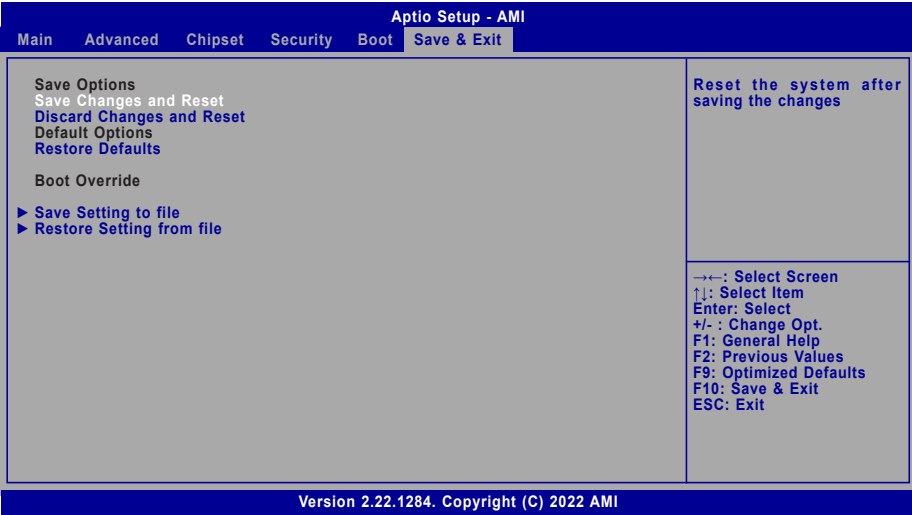 Aptio Setup - AMI
Main Advanced Chipset Security Boot Save & Exit
Save Options
Save Changes and Reset
Discard Changes and Reset
Default Options
Restore Defaults
Boot Override
► Save Setting to file
► Restore Setting from file
Reset the system after
saving the changes
→←: Select Screen
↑↓: Select Item
Enter: Select
+/- : Change Opt.
F1: General Help
F2: Previous Values
F9: Optimized Defaults
F10: Save & Exit
ESC: Exit
Version 2.22.1284. Copyright (C) 2022 AMI